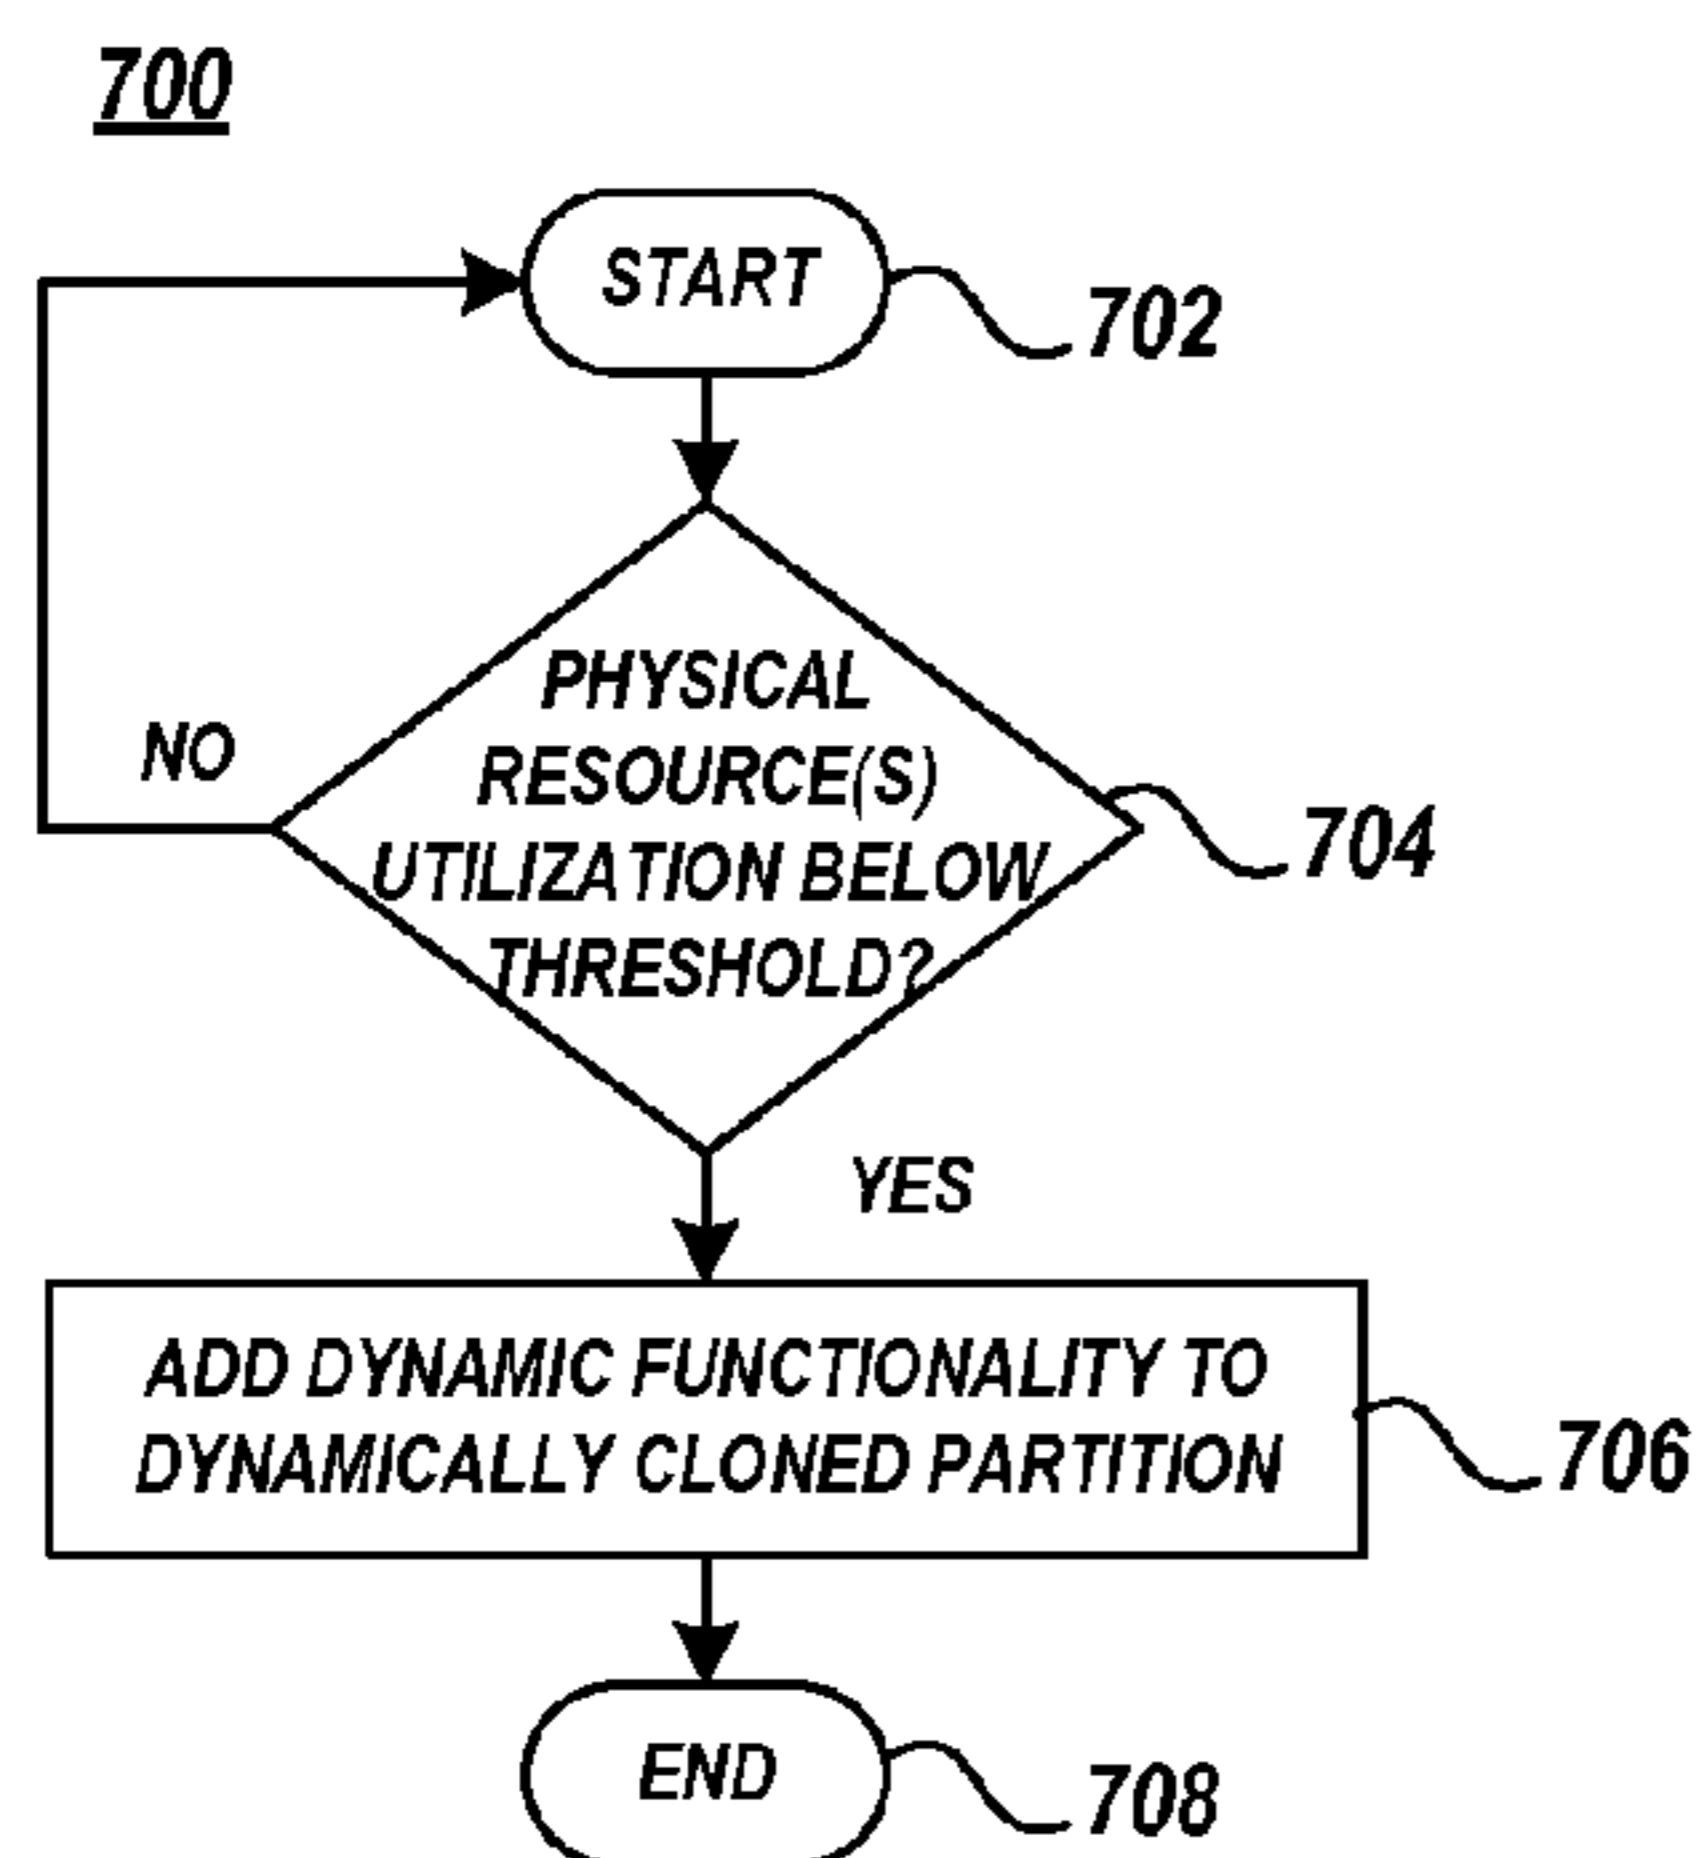 700
START
702
PHYSICAL
RESOURCE(S)
UTILIZATION BELOW
THRESHOLD?
NO
704
YES
ADD DYNAMIC FUNCTIONALITY TO
DYNAMICALLY CLONED PARTITION
706
END
708